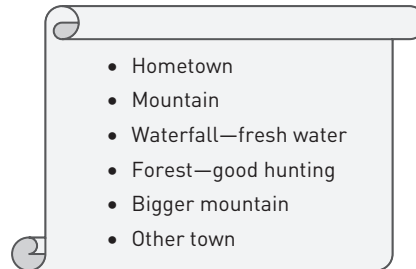 • Hometown
• Mountain
• Waterfall—fresh water
• Forest—good hunting
• Bigger mountain
• Other town